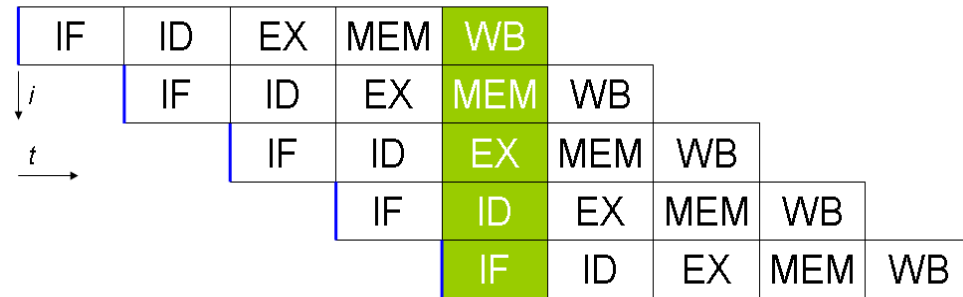 IF ID EX MEM WB
i IF ID EX MEM WB
t IF ID EX MEM WB
IF ID EX MEM WB
IF ID EX MEM WB